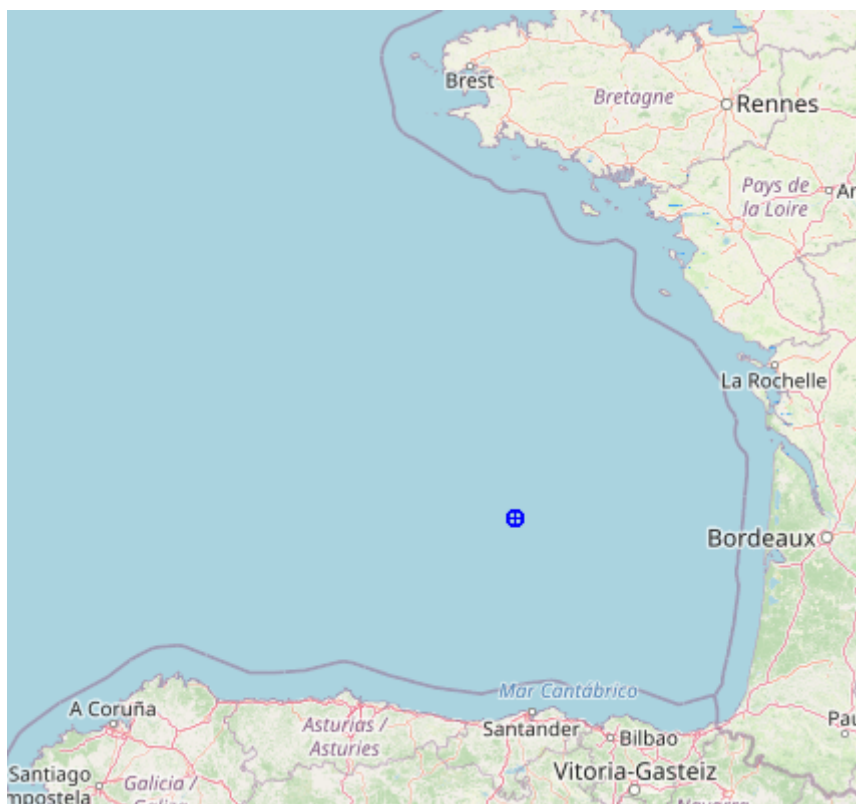 Brest
Bretagne
Rennes
Pays de
la Loire
La Rochelle
Bordeaux
Mar Cantábrico
A Coruña
Asturias /
Asturies
Santander
Bilbao
Santiago
Vitoria-Gasteiz
Galicia /